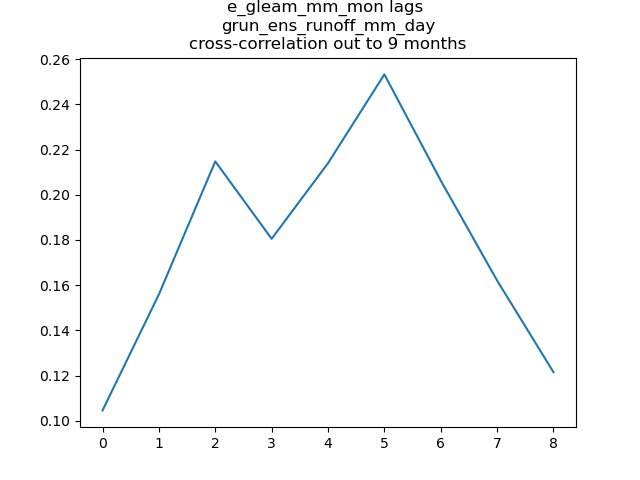 e_gleam_mm_mon lags
grun_ens_runoff_mm_day
cross-correlation out to 9 months
0.26
0.24
0.22
0.20
0.18
0.16
0.14
0.12
0.10
0 1 2 3 4 5 6 7 8